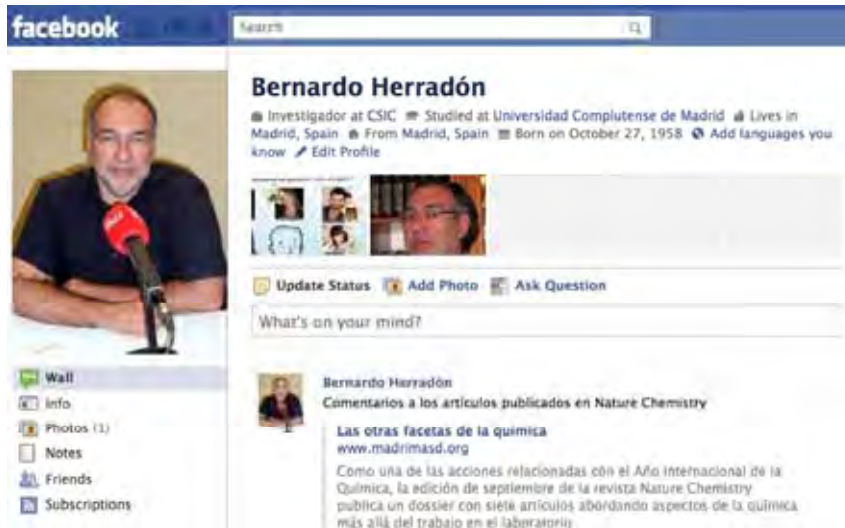 facebook
Search
Bernardo Herradón
Investigador at CSIC Studied at Universidad Complutense de Madrid Lives in
Madrid, Spain From Madrid, Spain Born on October 27, 1958 Add languages you
know Edit Profile
Update Status Add Photo Ask Question
What's on your mind?
Wall
Info
Photos (1)
Notes
Friends
Subscriptions
Bernardo Herradón
Comentarios a los artículos publicados en Nature Chemistry
Las otras facetas de la química
www.madrimasd.org
Como una de las acciones relacionadas con el Año Internacional de la
Química, la edición de septiembre de la revista Nature Chemistry
publica un dossier con siete artículos abordando aspectos de la química
más allá del trabajo en el laboratorio